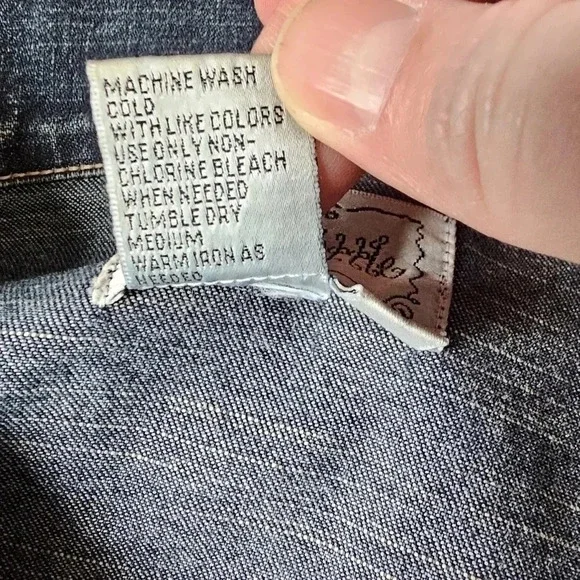 MACHINE WASH
COLD
WITH LIKE COLORS
USE ONLY NON-
CHLORINE BLEACH
WHEN NEEDED
TUMBLE DRY
MEDIUM
WARM IRON AS
NEEDED